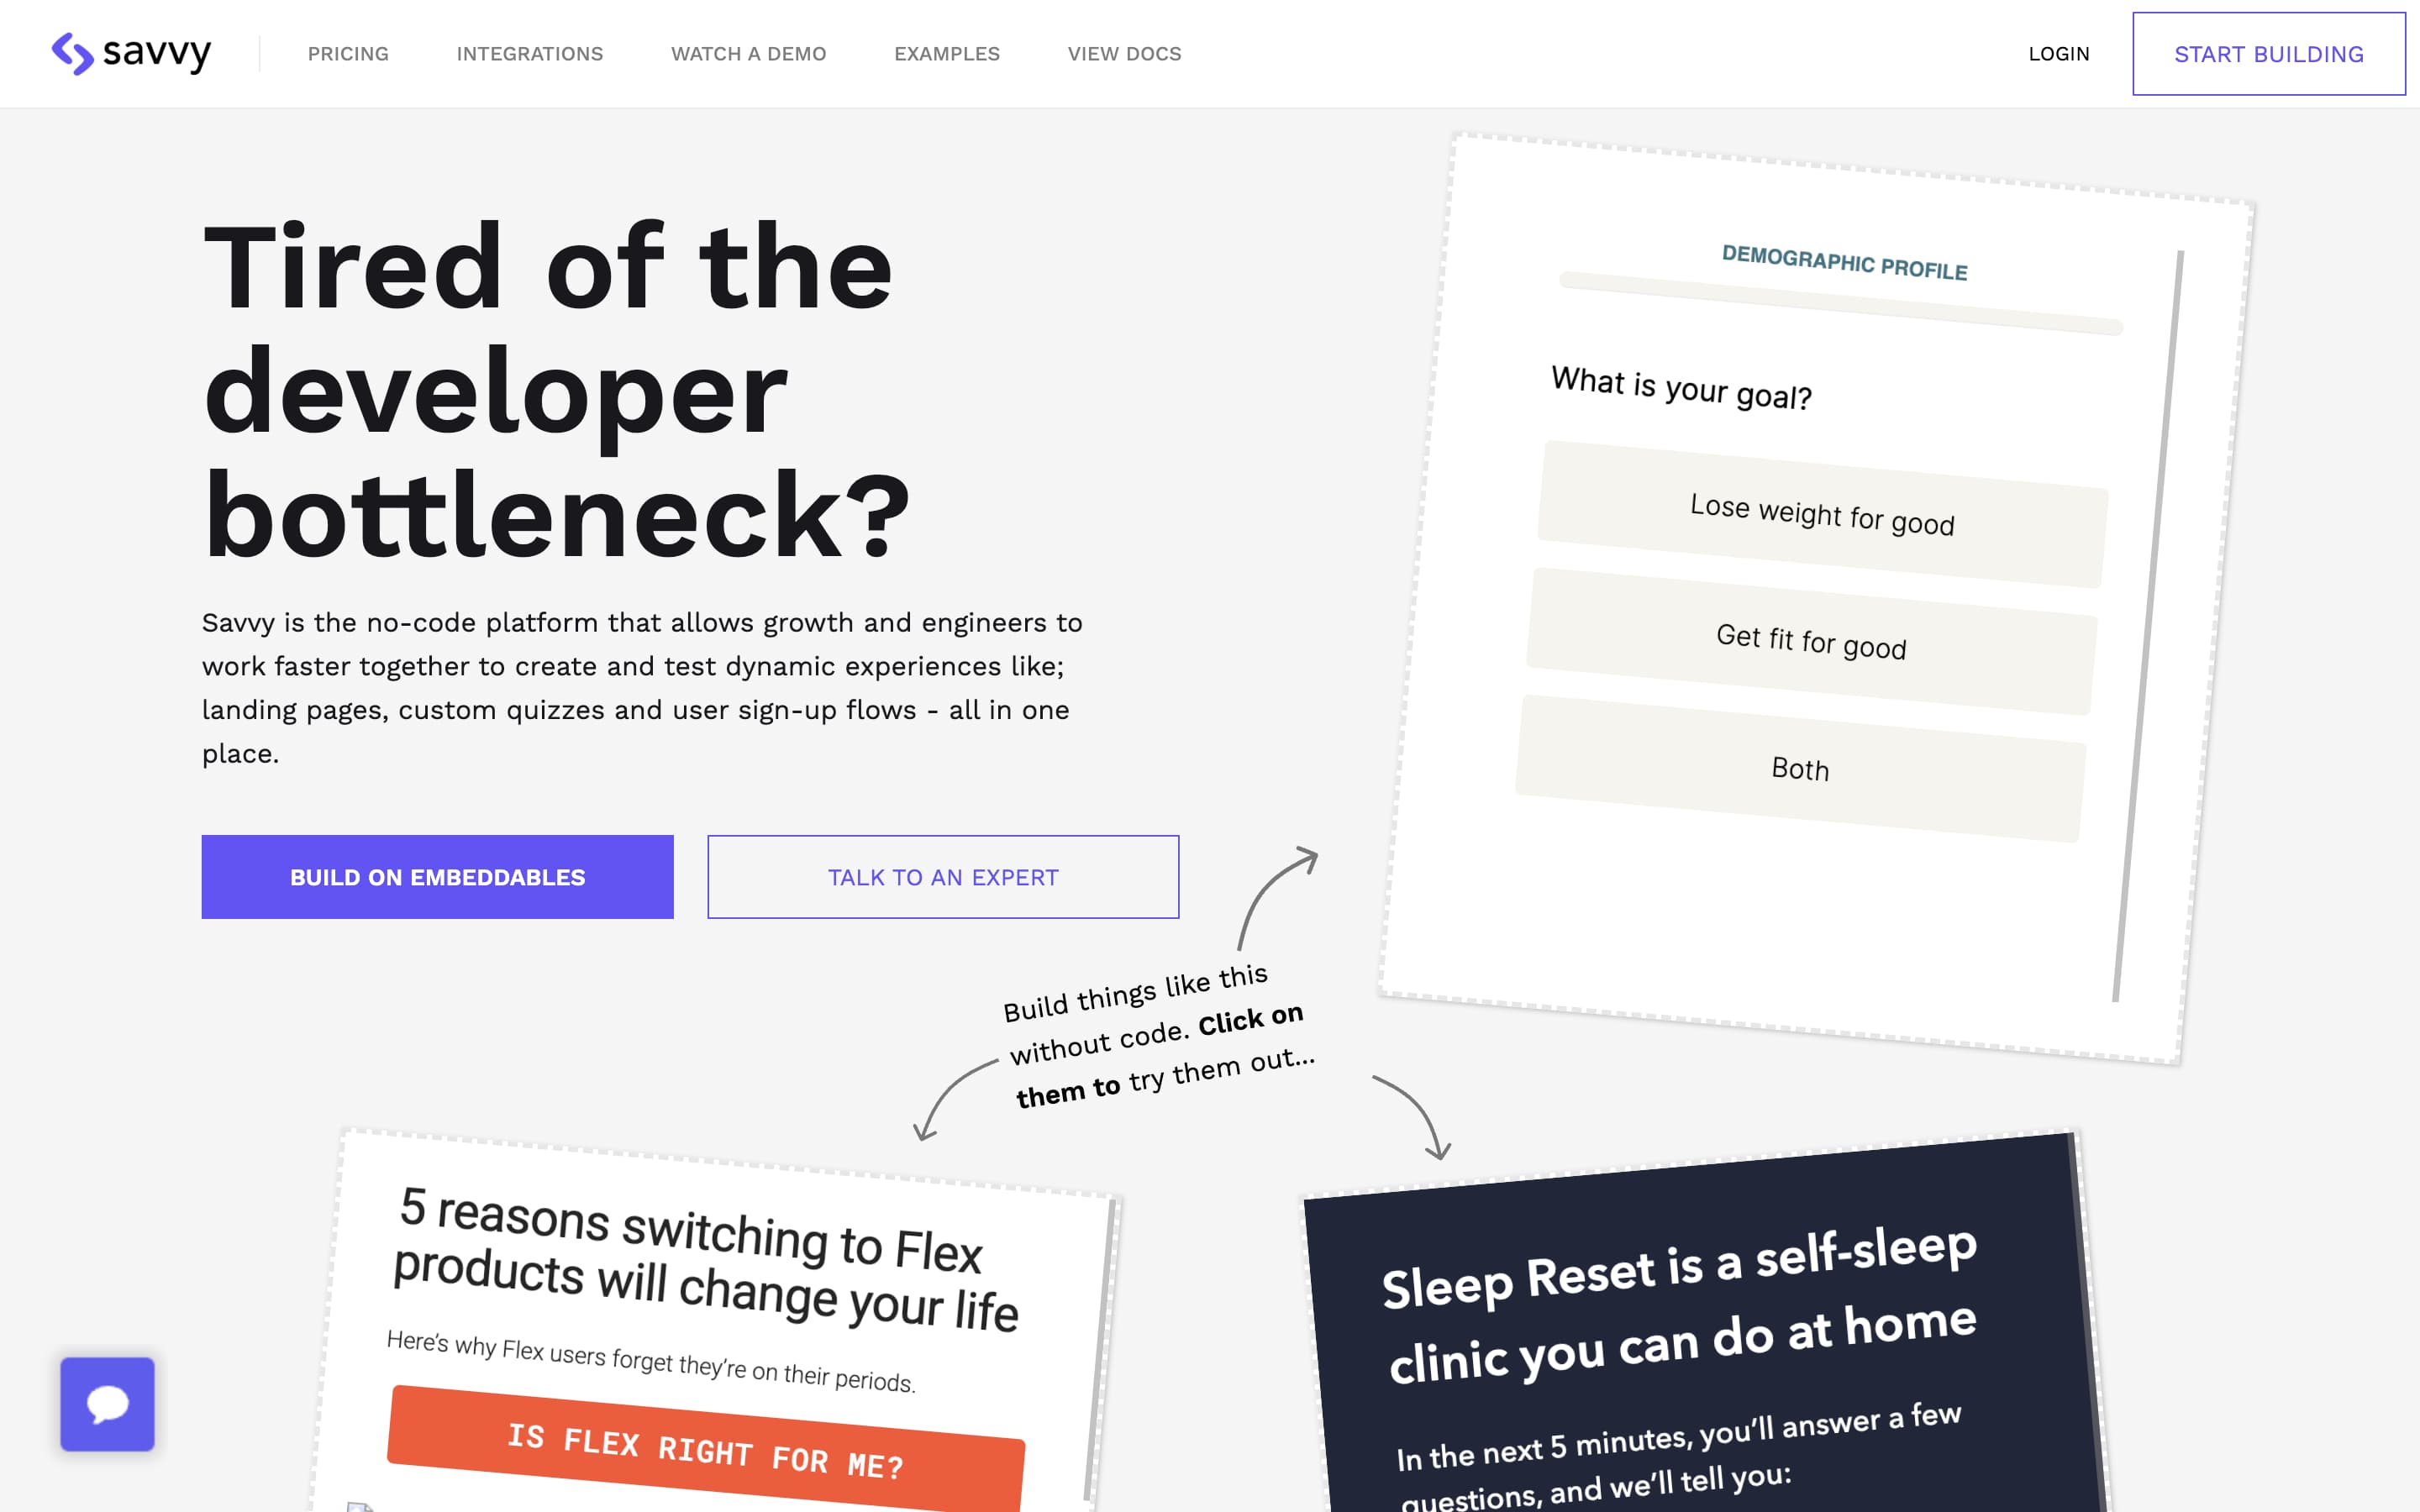 savvy
PRICING
INTEGRATIONS
WATCH A DEMO
EXAMPLES
VIEW DOCS
LOGIN
START BUILDING
Tired of the
developer
bottleneck?
Savvy is the no-code platform that allows growth and engineers to
work faster together to create and test dynamic experiences like;
landing pages, custom quizzes and user sign-up flows - all in one
place.
BUILD ON EMBEDDABLES
TALK TO AN EXPERT
DEMOGRAPHIC PROFILE
What is your goal?
Lose weight for good
Get fit for good
Both
Build things like this
without code. Click on
them to try them out...
5 reasons switching to Flex
products will change your life
Here's why Flex users forget they're on their periods.
IS FLEX RIGHT FOR ME?
Sleep Reset is a self-sleep
clinic you can do at home
In the next 5 minutes, you'll answer a few
questions, and we'll tell you: